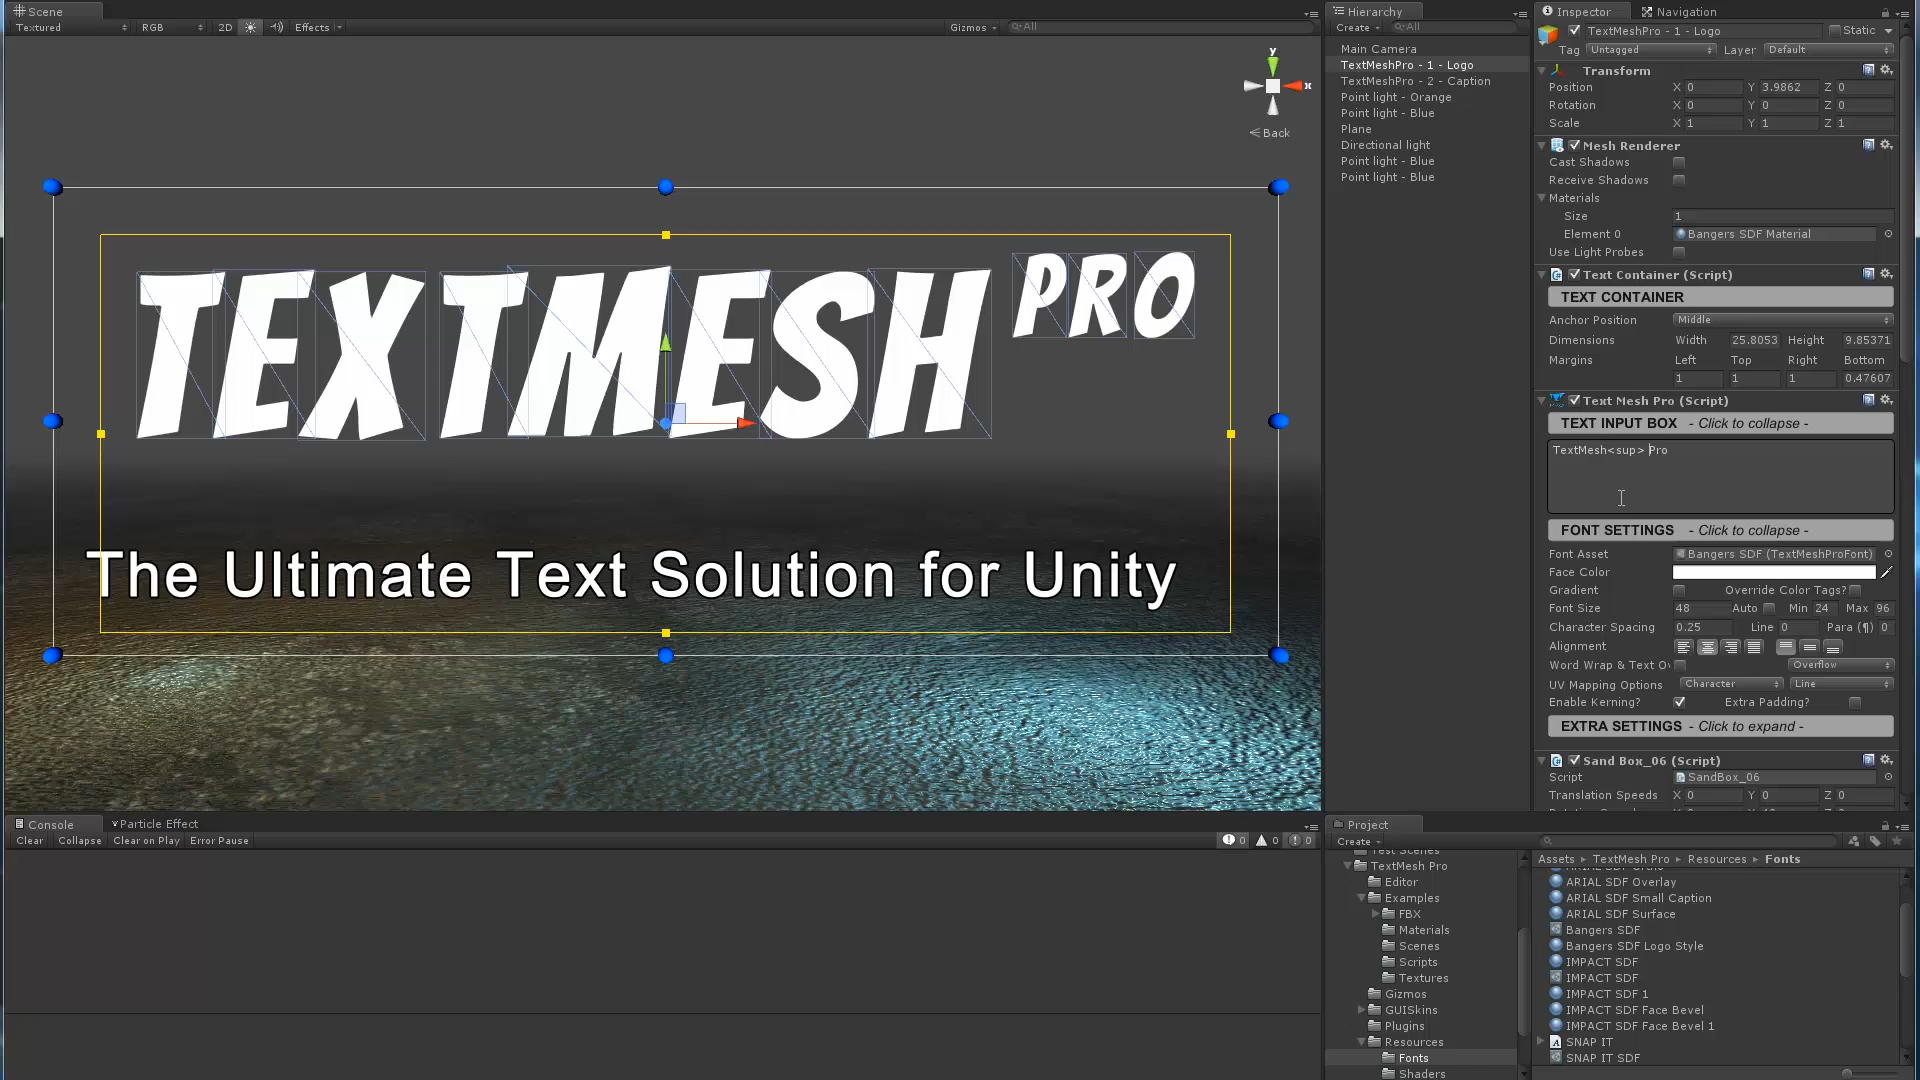 Scene
Textured RGB 2D Effects Gizmos All
y
x
Back
TEXTMESH PRO
The Ultimate Text Solution for Unity
Hierarchy
Create All
Main Camera
TextMeshPro - 1 - Logo
TextMeshPro - 2 - Caption
Point light - Orange
Point light - Blue
Plane
Directional light
Point light - Blue
Point light - Blue
Inspector Navigation
TextMeshPro - 1 - Logo Static
Tag Untagged Layer Default
Transform
Position X 0 Y 3.9862 Z 0
Rotation X 0 Y 0 Z 0
Scale X 1 Y 1 Z 1
Mesh Renderer
Cast Shadows
Receive Shadows
Materials
Size 1
Element 0 Bangers SDF Material
Use Light Probes
Text Container (Script)
TEXT CONTAINER
Anchor Position Middle
Dimensions Width 25.8053 Height 9.85371
Margins Left Top Right Bottom
1 1 1 0.47607
Text Mesh Pro (Script)
TEXT INPUT BOX - Click to collapse -
TextMesh<sup> Pro
FONT SETTINGS - Click to collapse -
Font Asset Bangers SDF (TextMeshProFont)
Face Color
Gradient Override Color Tags?
Font Size 48 Auto Min 24 Max 96
Character Spacing 0.25 Line 0 Para (¶) 0
Alignment
Word Wrap & Text Ov Overflow
UV Mapping Options Character Line
Enable Kerning? Extra Padding?
EXTRA SETTINGS - Click to expand -
Sand Box_06 (Script)
Script SandBox_06
Translation Speeds X 0 Y 0 Z 0
Console Particle Effect
Clear Collapse Clear on Play Error Pause 0 0 0
Project
Create
Test Scenes
TextMesh Pro
Editor
Examples
FBX
Materials
Scenes
Scripts
Textures
Gizmos
GUISkins
Plugins
Resources
Fonts
Shaders
Assets TextMesh Pro Resources Fonts
ARIAL SDF Overlay
ARIAL SDF Small Caption
ARIAL SDF Surface
Bangers SDF
Bangers SDF Logo Style
IMPACT SDF
IMPACT SDF
IMPACT SDF 1
IMPACT SDF Face Bevel
IMPACT SDF Face Bevel 1
SNAP IT
SNAP IT SDF